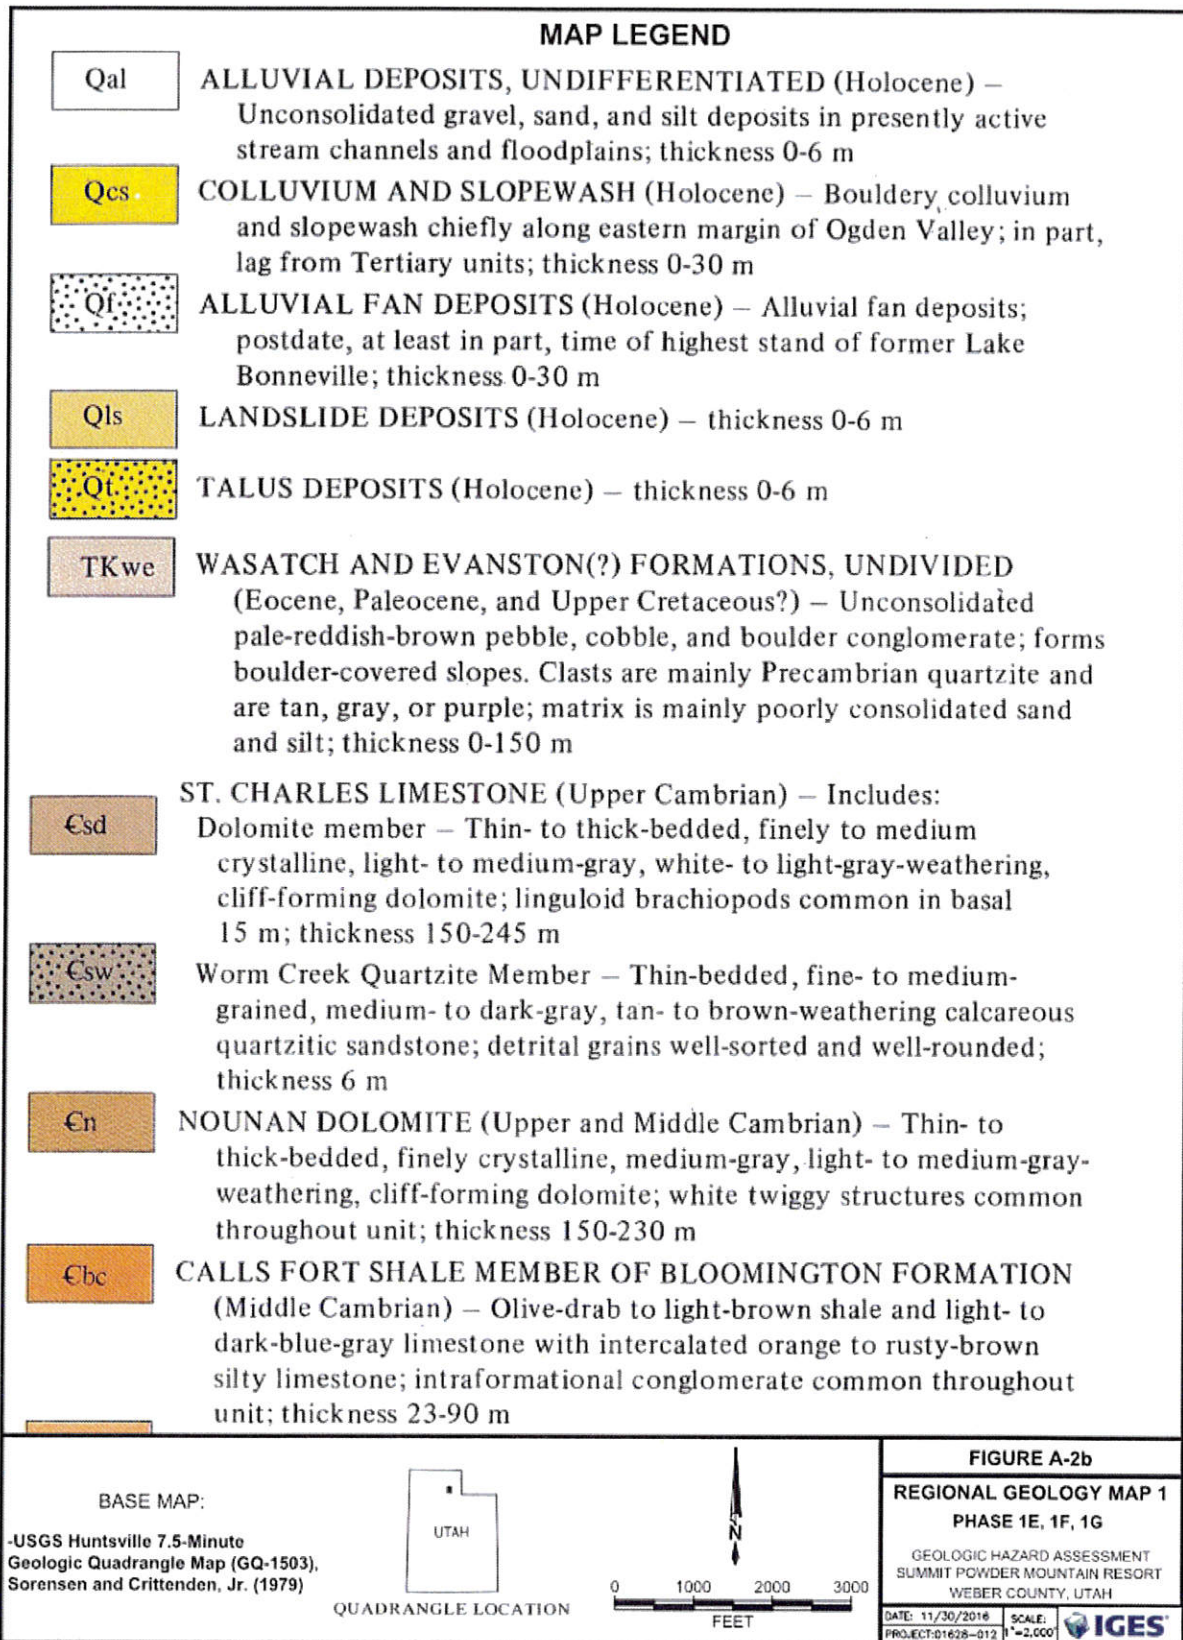 MAP LEGEND
Qal
ALLUVIAL DEPOSITS, UNDIFFERENTIATED (Holocene) –
Unconsolidated gravel, sand, and silt deposits in presently active
stream channels and floodplains; thickness 0-6 m
Qcs
COLLUVIUM AND SLOPEWASH (Holocene) – Bouldery colluvium
and slopewash chiefly along eastern margin of Ogden Valley; in part,
lag from Tertiary units; thickness 0-30 m
Qf
ALLUVIAL FAN DEPOSITS (Holocene) – Alluvial fan deposits;
postdate, at least in part, time of highest stand of former Lake
Bonneville; thickness 0-30 m
Qls
LANDSLIDE DEPOSITS (Holocene) – thickness 0-6 m
Qt
TALUS DEPOSITS (Holocene) – thickness 0-6 m
TKwe
WASATCH AND EVANSTON(?) FORMATIONS, UNDIVIDED
(Eocene, Paleocene, and Upper Cretaceous?) – Unconsolidated
pale-reddish-brown pebble, cobble, and boulder conglomerate; forms
boulder-covered slopes. Clasts are mainly Precambrian quartzite and
are tan, gray, or purple; matrix is mainly poorly consolidated sand
and silt; thickness 0-150 m
ST. CHARLES LIMESTONE (Upper Cambrian) – Includes:
Єsd
Dolomite member – Thin- to thick-bedded, finely to medium
crystalline, light- to medium-gray, white- to light-gray-weathering,
cliff-forming dolomite; linguloid brachiopods common in basal
15 m; thickness 150-245 m
Єsw
Worm Creek Quartzite Member – Thin-bedded, fine- to medium-
grained, medium- to dark-gray, tan- to brown-weathering calcareous
quartzitic sandstone; detrital grains well-sorted and well-rounded;
thickness 6 m
Єn
NOUNAN DOLOMITE (Upper and Middle Cambrian) – Thin- to
thick-bedded, finely crystalline, medium-gray, light- to medium-gray-
weathering, cliff-forming dolomite; white twiggy structures common
throughout unit; thickness 150-230 m
Єbc
CALLS FORT SHALE MEMBER OF BLOOMINGTON FORMATION
(Middle Cambrian) – Olive-drab to light-brown shale and light- to
dark-blue-gray limestone with intercalated orange to rusty-brown
silty limestone; intraformational conglomerate common throughout
unit; thickness 23-90 m
BASE MAP:
-USGS Huntsville 7.5-Minute
Geologic Quadrangle Map (GQ-1503),
Sorensen and Crittenden, Jr. (1979)
UTAH
QUADRANGLE LOCATION
N
0 1000 2000 3000
FEET
FIGURE A-2b
REGIONAL GEOLOGY MAP 1
PHASE 1E, 1F, 1G
GEOLOGIC HAZARD ASSESSMENT
SUMMIT POWDER MOUNTAIN RESORT
WEBER COUNTY, UTAH
DATE: 11/30/2016
PROJECT:01628-012
SCALE:
1"=2,000'
IGES